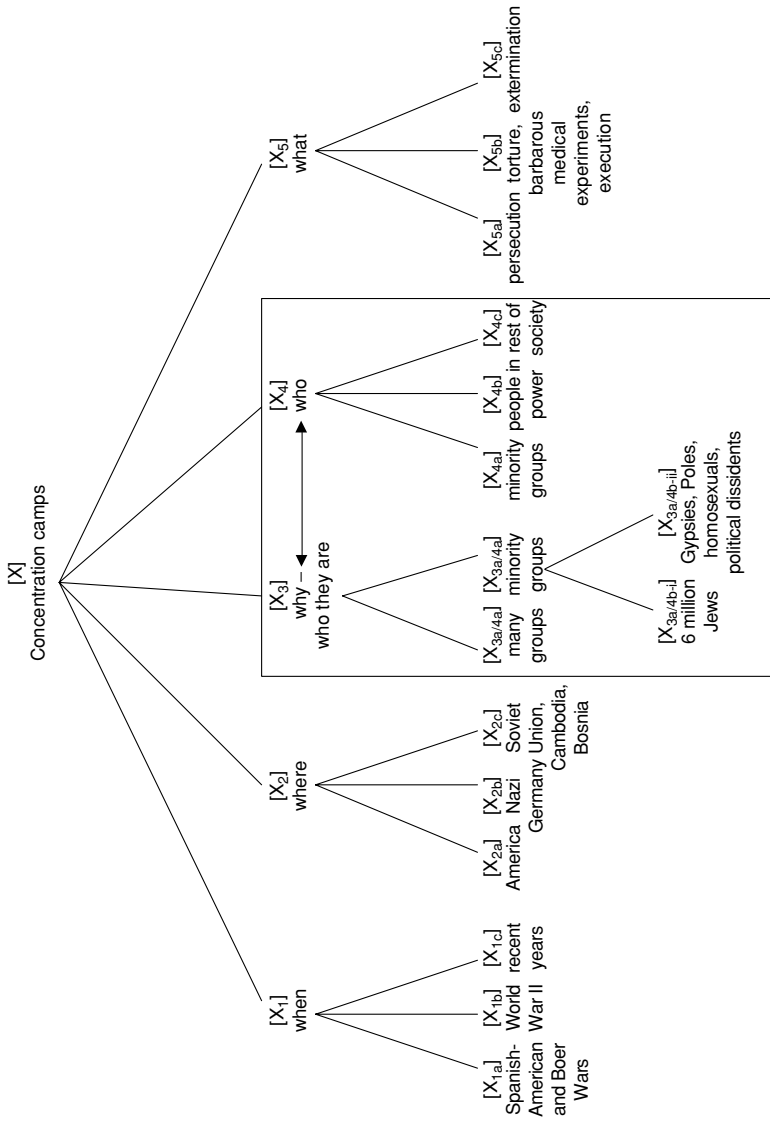 [X]
Concentration camps
[X1]
when
[X1a]
Spanish-
American
and Boer
Wars
[X1b]
World
War II
[X1c]
recent
years
[X2]
where
[X2a]
America
[X2b]
Nazi
Germany
[X2c]
Soviet
Union,
Cambodia,
Bosnia
[X3]
why –
who they are
[X3a/4a]
many
groups
[X3a/4a]
minority
groups
[X3a/4b-i]
6 million
Jews
[X3a/4b-ii]
Gypsies, Poles,
homosexuals,
political dissidents
[X4]
who
[X4a]
minority
groups
[X4b]
people in
power
[X4c]
rest of
society
[X5]
what
[X5a]
persecution
[X5b]
torture,
barbarous
medical
experiments,
execution
[X5c]
extermination